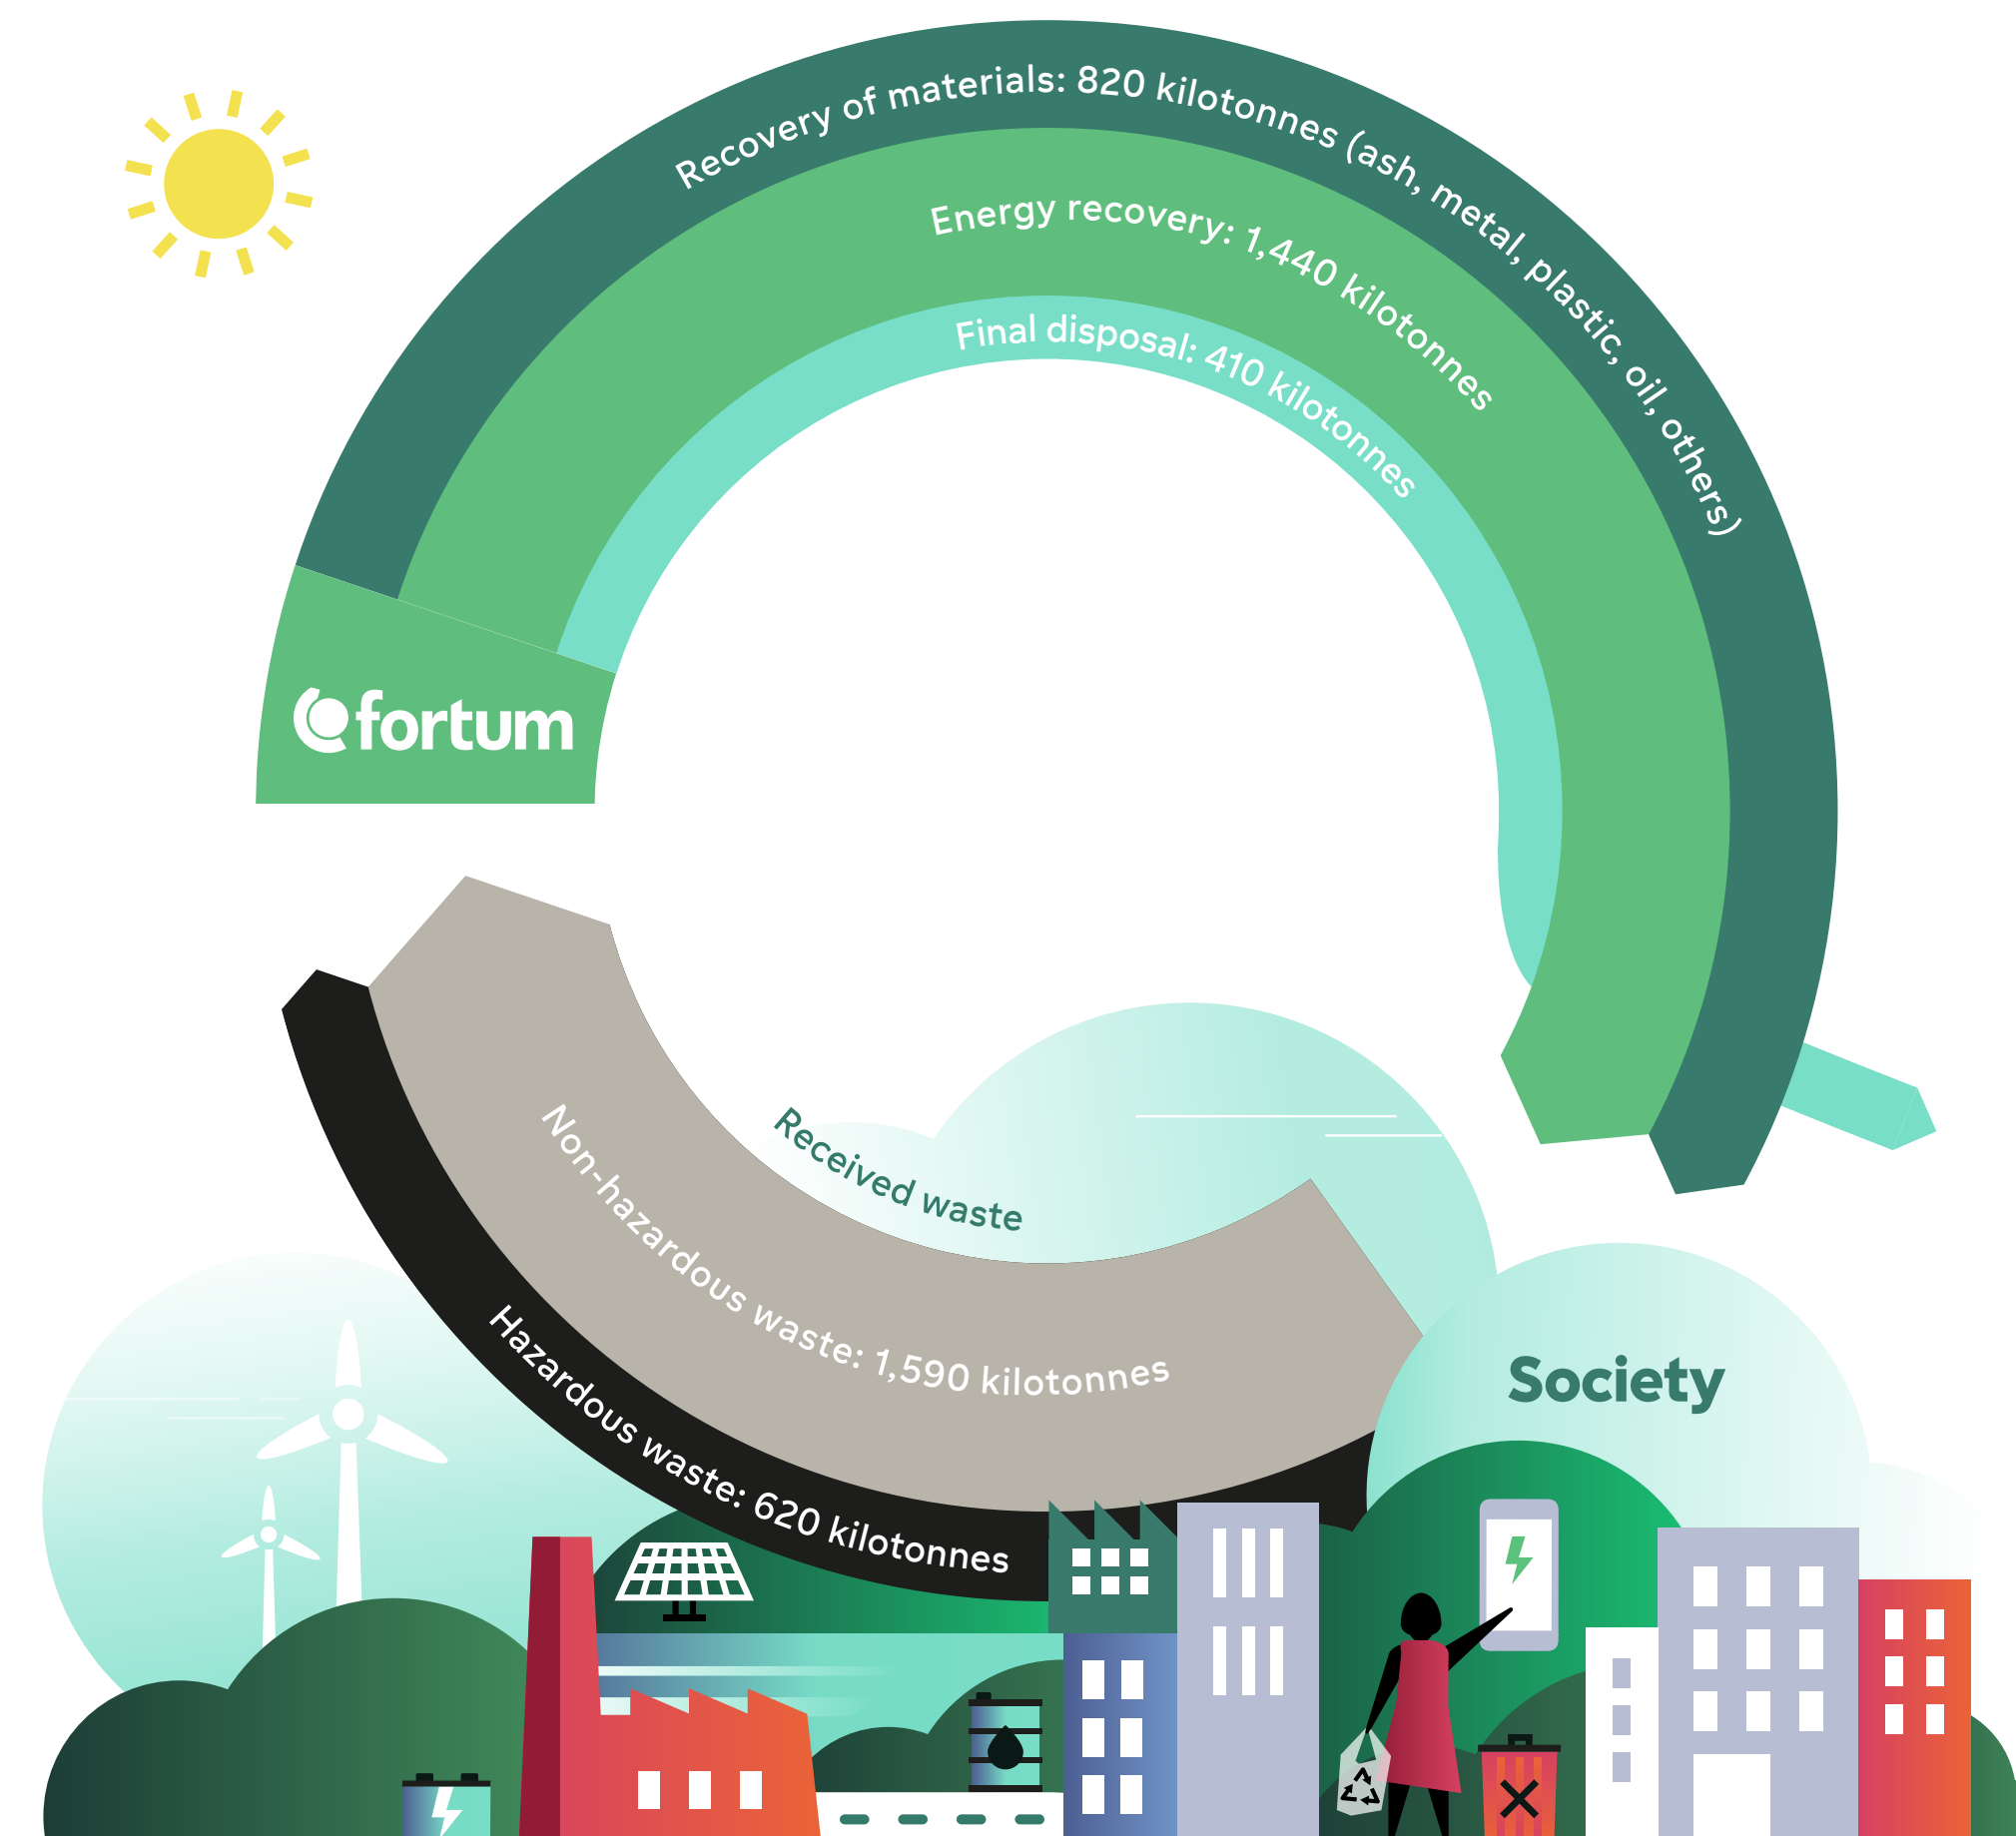 Recovery of materials: 820 kilotonnes (ash, metal, plastic, oil, others)
Energy recovery: 1,440 kilotonnes
Final disposal: 410 kilotonnes
fortum
Received waste
Non-hazardous waste: 1,590 kilotonnes
Hazardous waste: 620 kilotonnes
Society